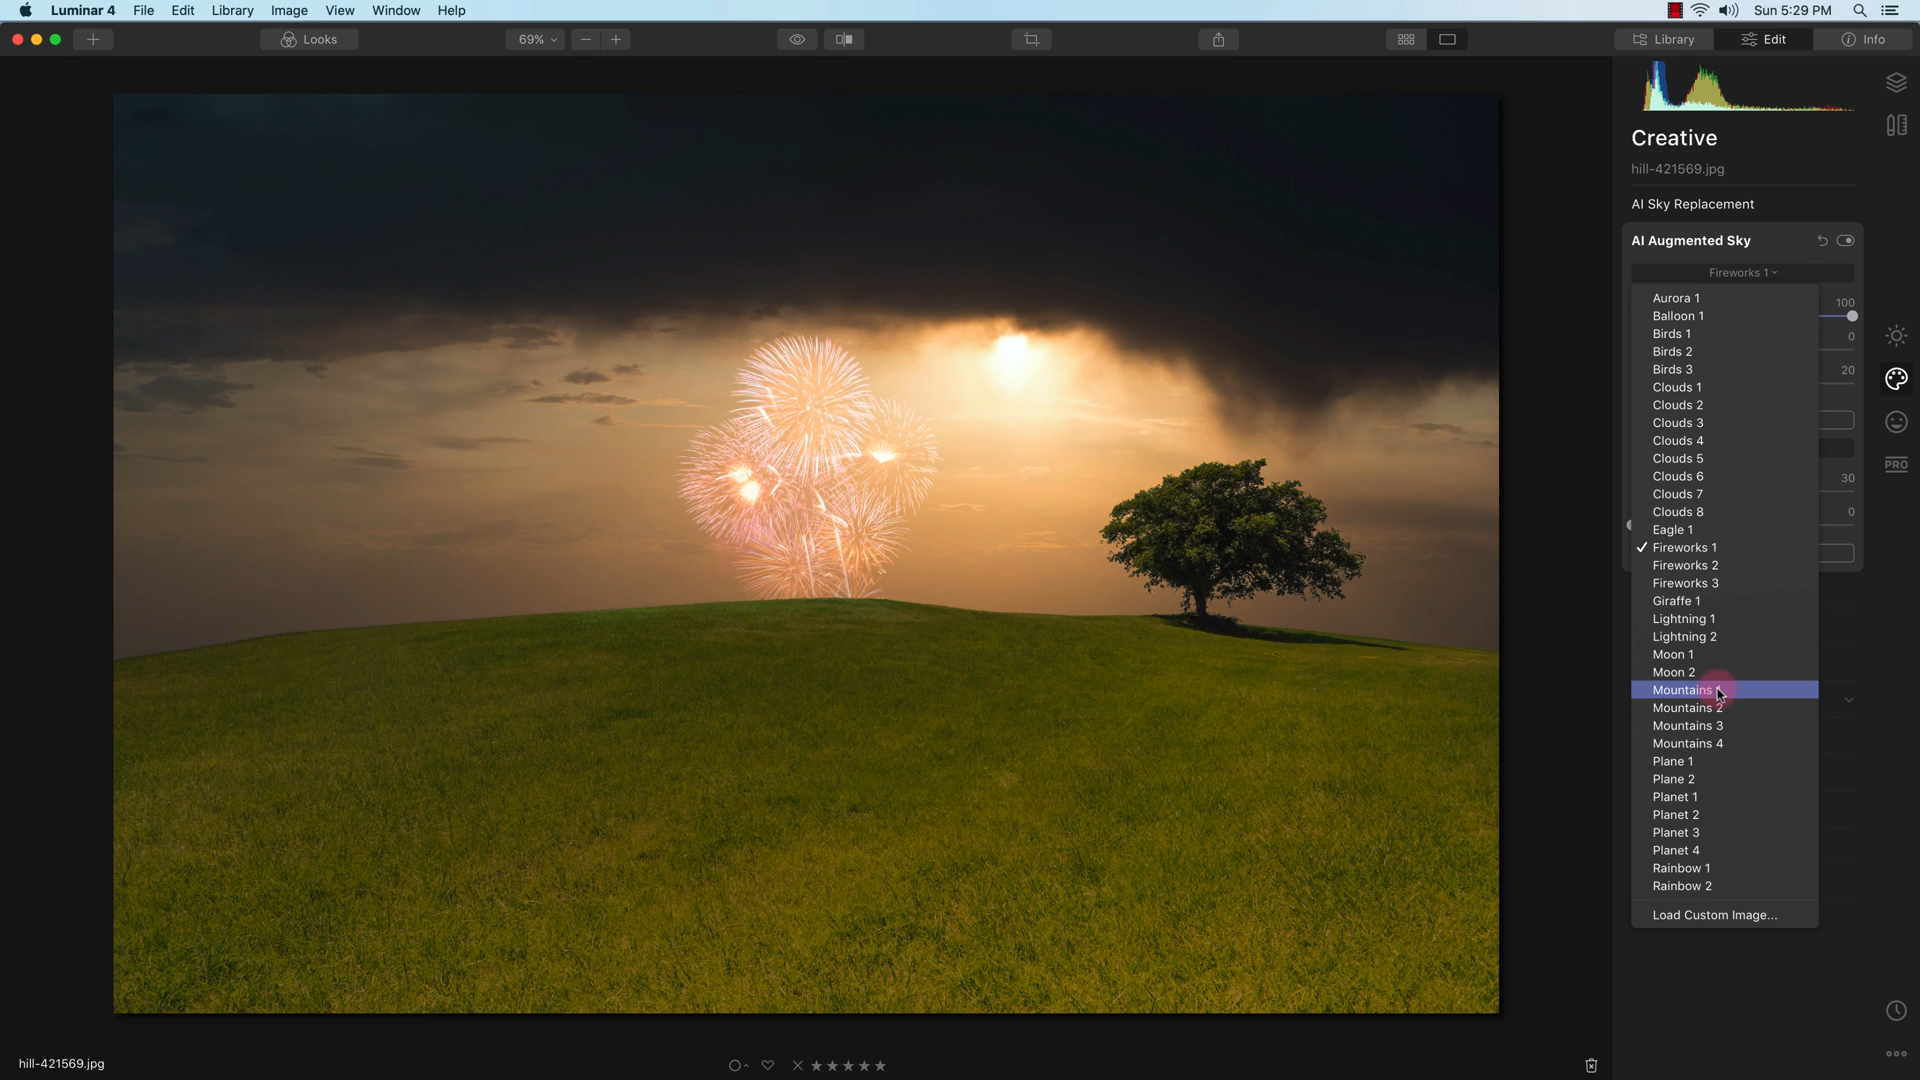 Luminar 4 File Edit Library Image View Window Help Sun 5:29 PM
Looks 69% Library Edit Info
Creative
hill-421569.jpg
AI Sky Replacement
AI Augmented Sky
Fireworks 1
Aurora 1
100
Balloon 1
Birds 1
0
Birds 2
Birds 3
20
Clouds 1
Clouds 2
Clouds 3
Clouds 4
Clouds 5
PRO
Clouds 6
30
Clouds 7
Clouds 8
0
Eagle 1
Fireworks 1
Fireworks 2
Fireworks 3
Giraffe 1
Lightning 1
Lightning 2
Moon 1
Moon 2
Mountains
Mountains 2
Mountains 3
Mountains 4
Plane 1
Plane 2
Planet 1
Planet 2
Planet 3
Planet 4
Rainbow 1
Rainbow 2
Load Custom Image...
hill-421569.jpg